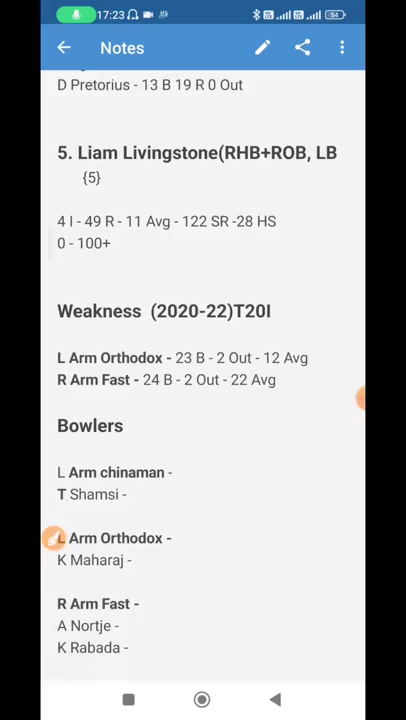 17:23
54
Notes
D Pretorius - 13 B 19 R 0 Out
5. Liam Livingstone(RHB+ROB, LB
{5}
4 I - 49 R - 11 Avg - 122 SR -28 HS
0 - 100+
Weakness (2020-22)T20I
L Arm Orthodox - 23 B - 2 Out - 12 Avg
R Arm Fast - 24 B - 2 Out - 22 Avg
Bowlers
L Arm chinaman -
T Shamsi -
L Arm Orthodox -
K Maharaj -
R Arm Fast -
A Nortje -
K Rabada -